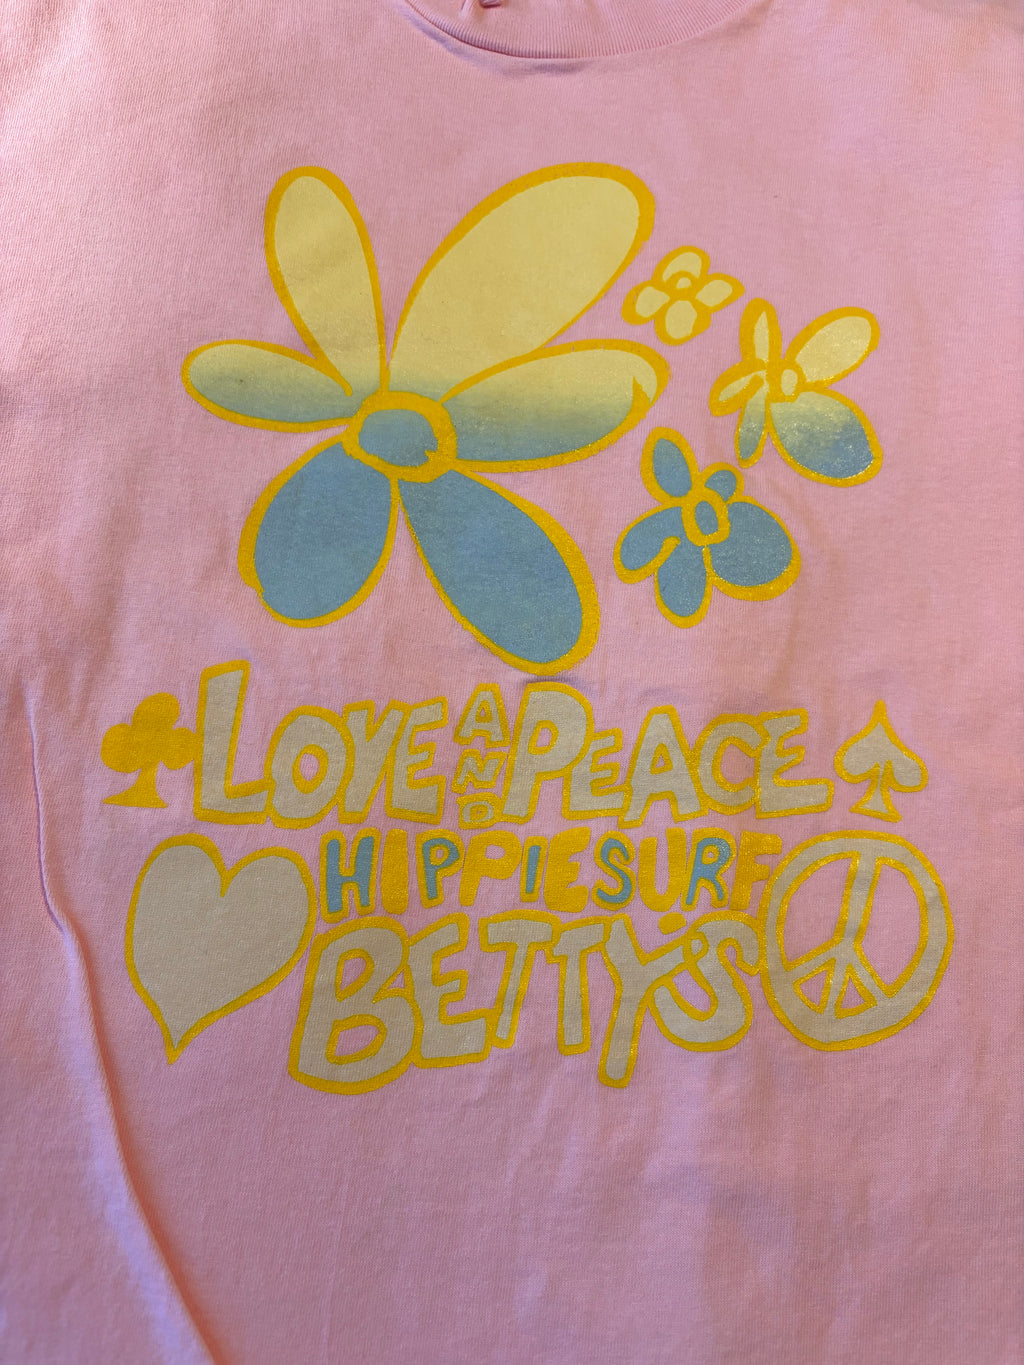 LOVE AND PEACE
HIPPIESURF
BETTY'S